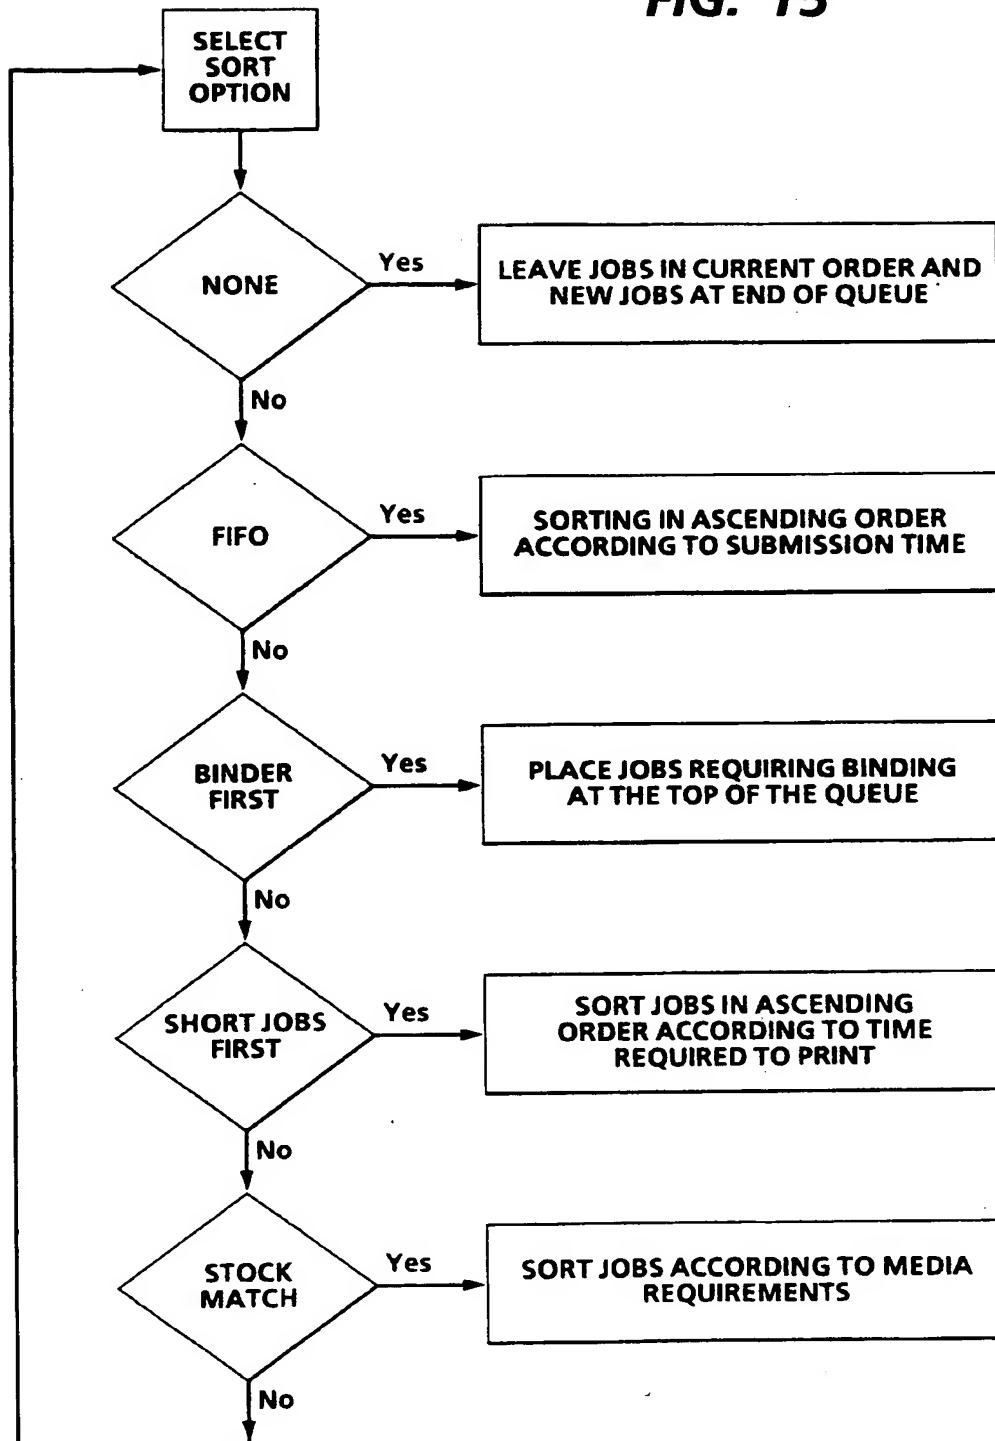 FIG. 15
SELECT
SORT
OPTION
NONE
Yes
LEAVE JOBS IN CURRENT ORDER AND
NEW JOBS AT END OF QUEUE
No
FIFO
Yes
SORTING IN ASCENDING ORDER
ACCORDING TO SUBMISSION TIME
No
BINDER
FIRST
Yes
PLACE JOBS REQUIRING BINDING
AT THE TOP OF THE QUEUE
No
SHORT JOBS
FIRST
Yes
SORT JOBS IN ASCENDING
ORDER ACCORDING TO TIME
REQUIRED TO PRINT
No
STOCK
MATCH
Yes
SORT JOBS ACCORDING TO MEDIA
REQUIREMENTS
No